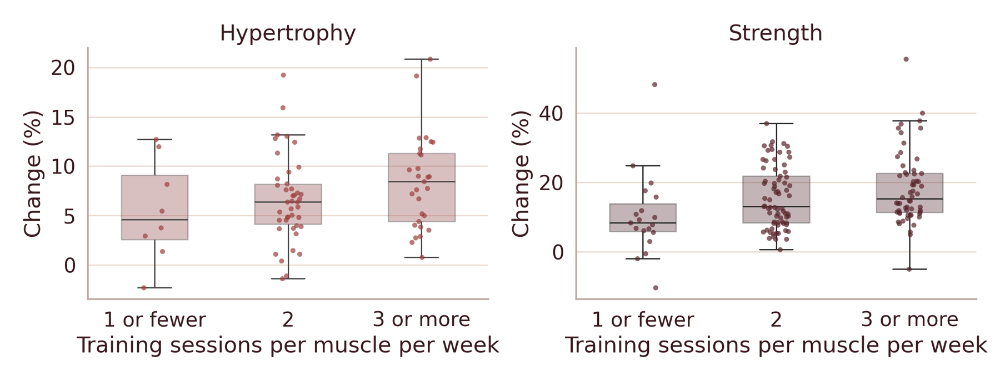 Hypertrophy
Change (%)
20
15
10
5
0
1 or fewer
2
3 or more
Training sessions per muscle per week
Strength
Change (%)
40
20
0
1 or fewer
2
3 or more
Training sessions per muscle per week